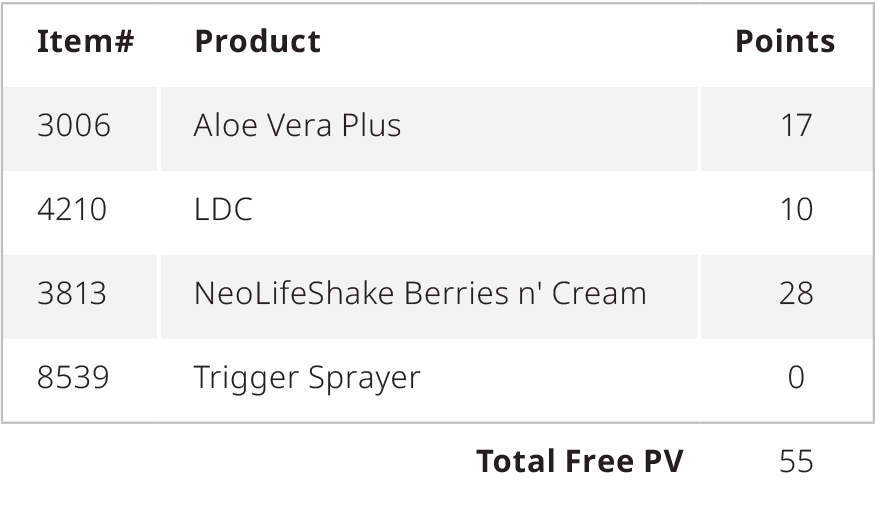 Item# Product Points
3006 Aloe Vera Plus 17
4210 LDC 10
3813 NeoLifeShake Berries n' Cream 28
8539 Trigger Sprayer 0
Total Free PV 55